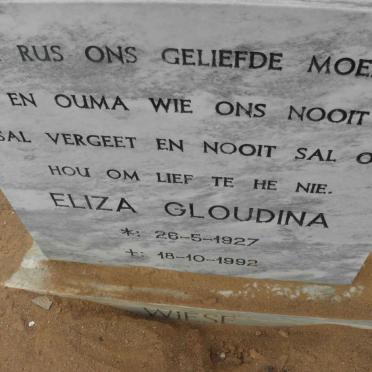 RUS ONS GELIEFDE MOE
EN OUMA WIE ONS NOOIT
SAL VERGEET EN NOOIT SAL O
HOU OM LIEF TE HE NIE.
ELIZA GLOUDINA
*: 26-5-1927
+: 18-10-1992
WIESE